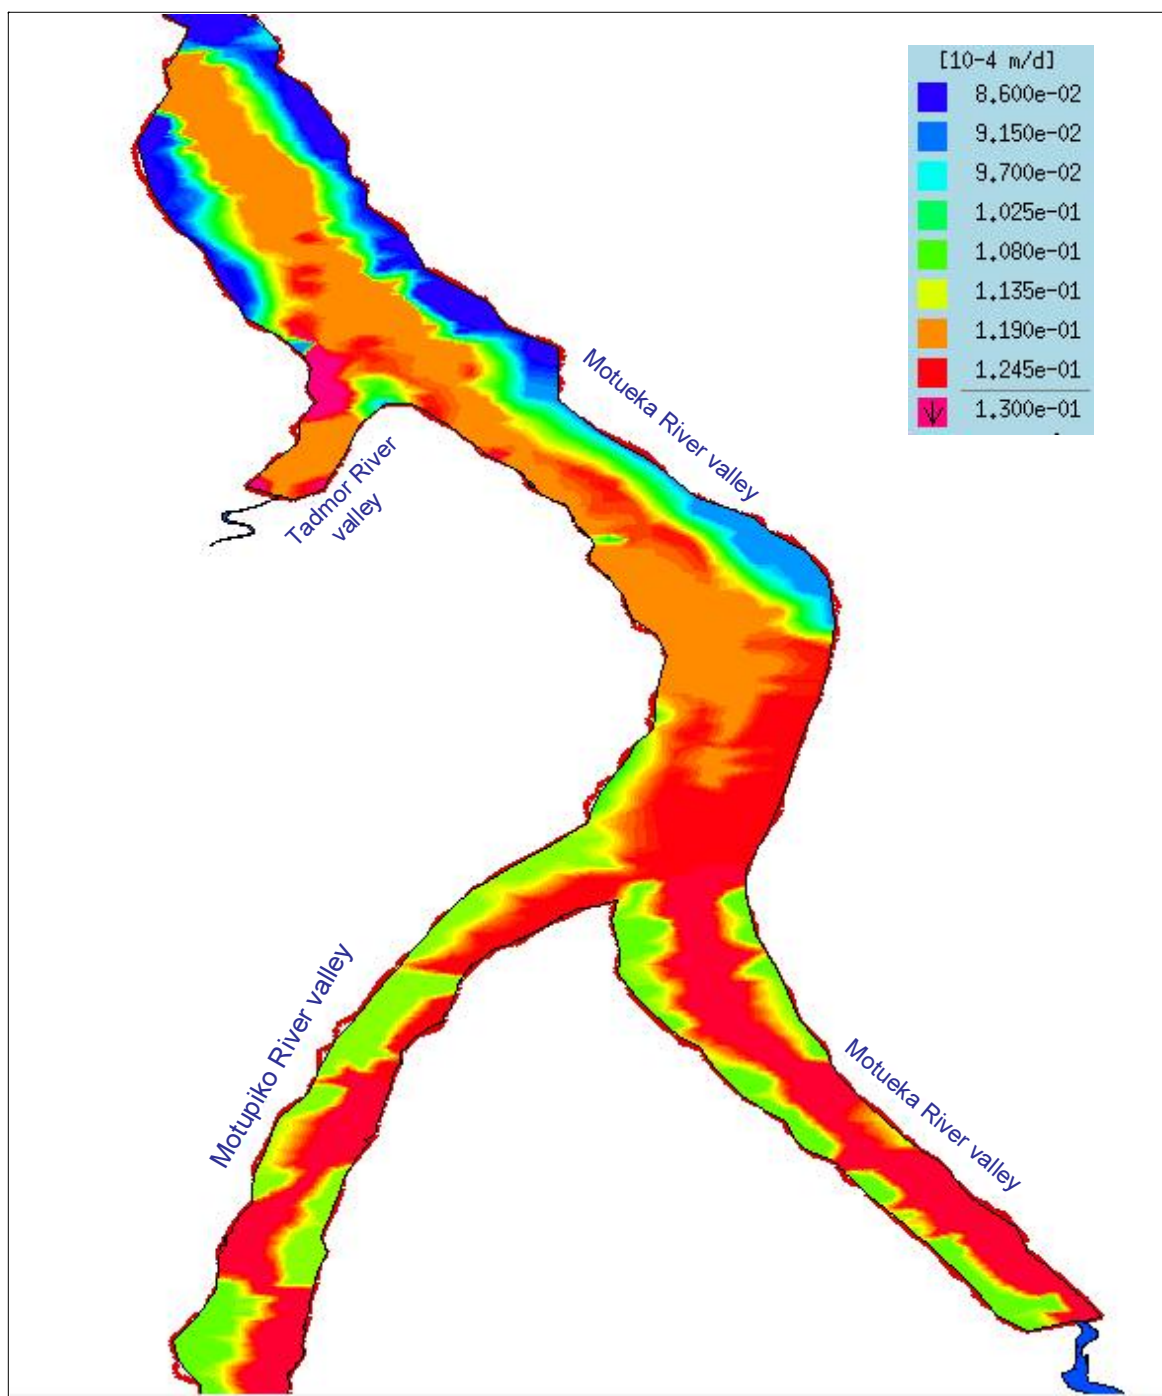 [10-4 m/d]
8.600e-02
9.150e-02
9.700e-02
1.025e-01
1.080e-01
1.135e-01
1.190e-01
1.245e-01
1.300e-01
Motueka River valley
Tadmor River
valley
Motupiko River valley
Motueka River valley